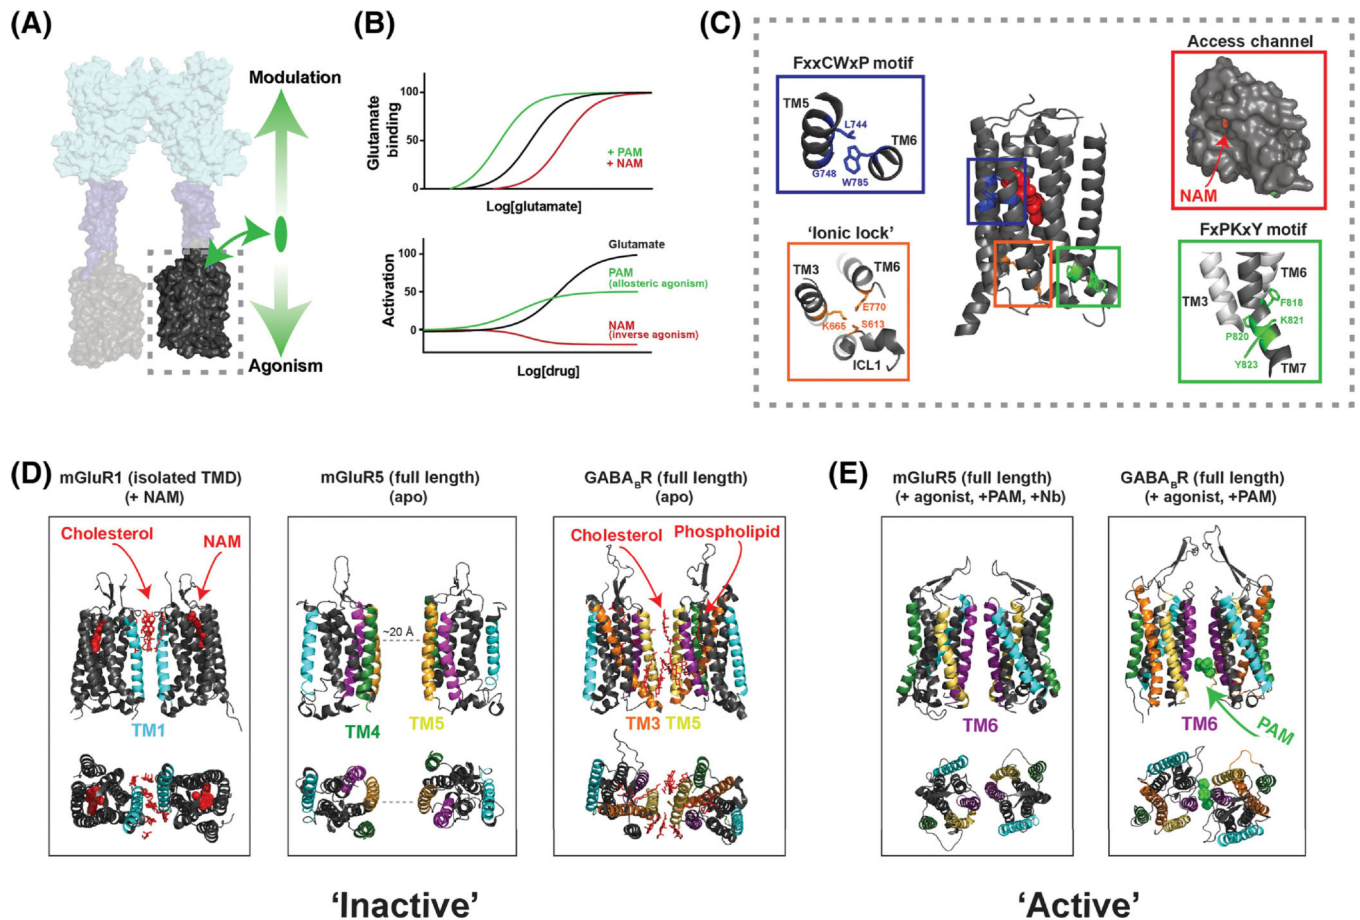 (A)
Modulation
Agonism
(B)
Glutamate
binding
100
50
0
+ PAM
+ NAM
Log[glutamate]
Activation
100
50
0
Glutamate
PAM
(allosteric agonism)
NAM
(inverse agonism)
Log[drug]
(C)
FxxCWxP motif
TM5
L744
TM6
G748
W785
'Ionic lock'
TM3
TM6
E770
K665
S613
ICL1
Access channel
NAM
FxPKxY motif
TM6
TM3
F818
K821
P820
Y823
TM7
(D)
mGluR1 (isolated TMD)
(+ NAM)
Cholesterol
NAM
TM1
mGluR5 (full length)
(apo)
~20 Å
TM4
TM5
GABABR (full length)
(apo)
Cholesterol
Phospholipid
TM3
TM5
'Inactive'
(E)
mGluR5 (full length)
(+ agonist, +PAM, +Nb)
TM6
GABABR (full length)
(+ agonist, +PAM)
TM6
PAM
'Active'